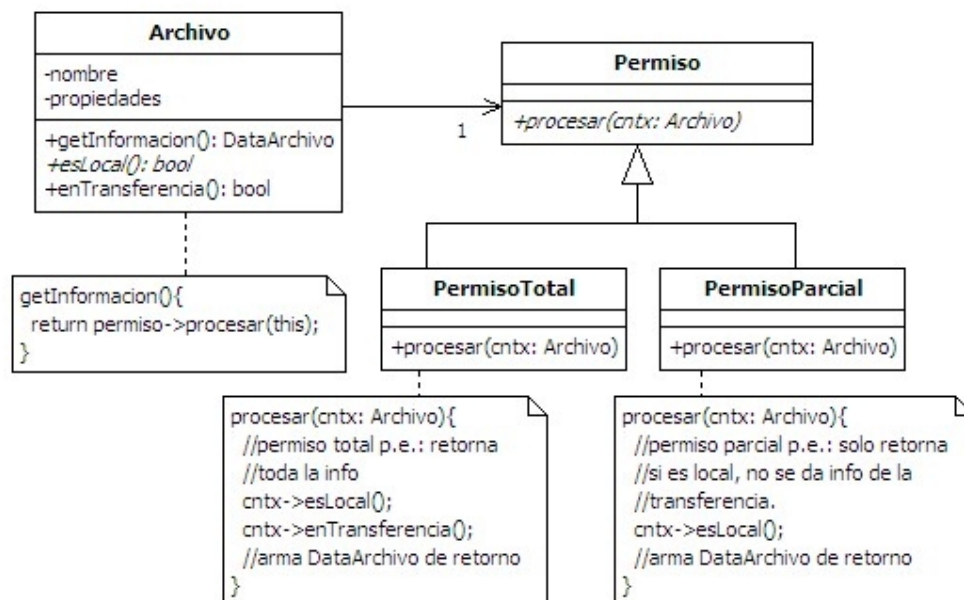 Archivo
-nombre
-propiedades
+getInformacion(): DataArchivo
+esLocal(): bool
+enTransferencia(): bool
1
Permiso
+procesar(cntx: Archivo)
getInformacion(){
return permiso->procesar(this);
}
PermisoTotal
+procesar(cntx: Archivo)
PermisoParcial
+procesar(cntx: Archivo)
procesar(cntx: Archivo){
//permiso total p.e.: retorna
//toda la info
cntx->esLocal();
cntx->enTransferencia();
//arma DataArchivo de retorno
}
procesar(cntx: Archivo){
//permiso parcial p.e.: solo retorna
//si es local, no se da info de la
//transferencia.
cntx->esLocal();
//arma DataArchivo de retorno
}